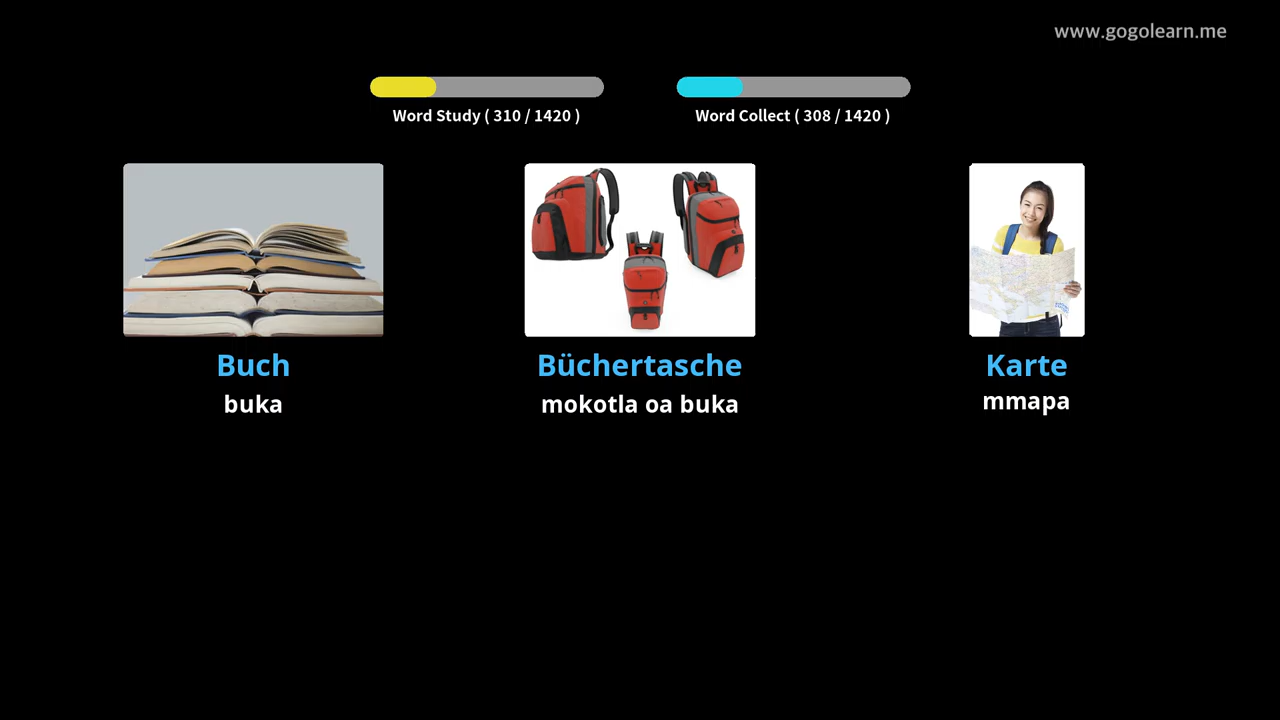 www.gogolearn.me
Word Study ( 310 / 1420 )
Word Collect ( 308 / 1420 )
Buch
buka
Büchertasche
mokotla oa buka
Karte
mmapa